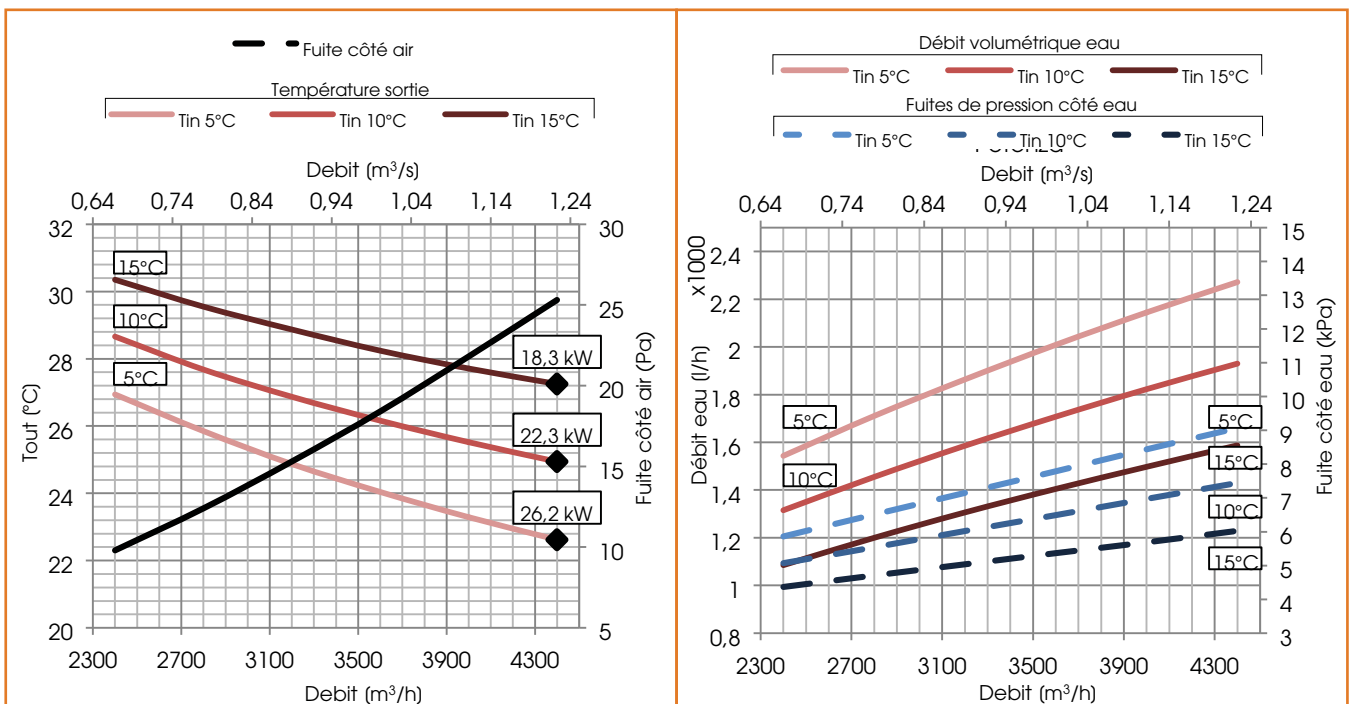 Fuite côté air
Température sortie
Tin 5°C Tin 10°C Tin 15°C
Debit (m³/s)
0,64 0,74 0,84 0,94 1,04 1,14 1,24
32
30
28
26
24
22
20
Tout (°C)
30
25
20
15
10
5
Fuite côté air (Pa)
15°C
10°C
5°C
18,3 kW
22,3 kW
26,2 kW
2300 2700 3100 3500 3900 4300
Debit (m³/h)
Débit volumétrique eau
Tin 5°C Tin 10°C Tin 15°C
Fuites de pression côté eau
Tin 5°C Tin 10°C Tin 15°C
Debit (m³/s)
0,64 0,74 0,84 0,94 1,04 1,14 1,24
x1000
2,4
2,2
2
1,8
1,6
1,4
1,2
1
0,8
Débit eau (l/h)
15
14
13
12
11
10
9
8
7
6
5
4
3
Fuite côté eau (kPa)
5°C
10°C
5°C
15°C
10°C
15°C
2300 2700 3100 3500 3900 4300
Debit (m³/h)